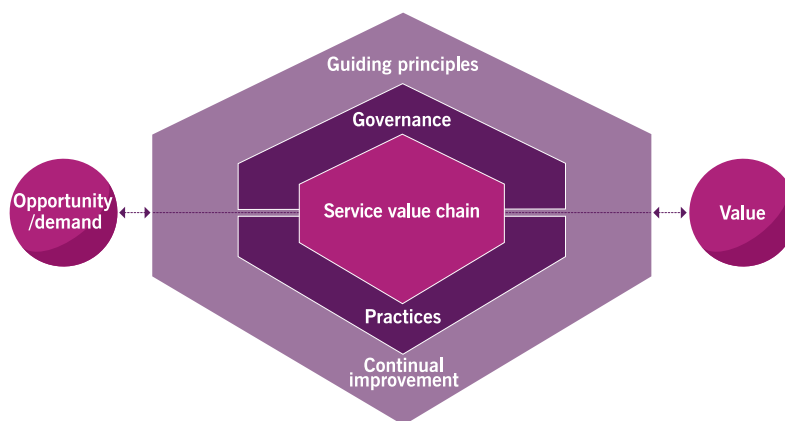 Guiding principles
Governance
Opportunity
/demand
Service value chain
Value
Practices
Continual
improvement